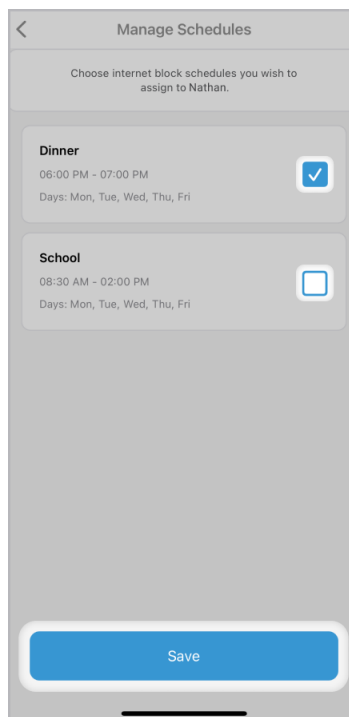 Manage Schedules
Choose internet block schedules you wish to
assign to Nathan.
Dinner
06:00 PM - 07:00 PM
Days: Mon, Tue, Wed, Thu, Fri
School
08:30 AM - 02:00 PM
Days: Mon, Tue, Wed, Thu, Fri
Save